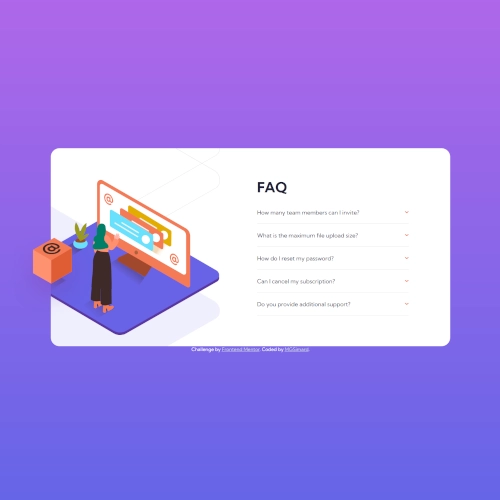 FAQ
How many team members can I invite?
What is the maximum file upload size?
How do I reset my password?
Can I cancel my subscription?
Do you provide additional support?
Challenge by Frontend Mentor. Coded by